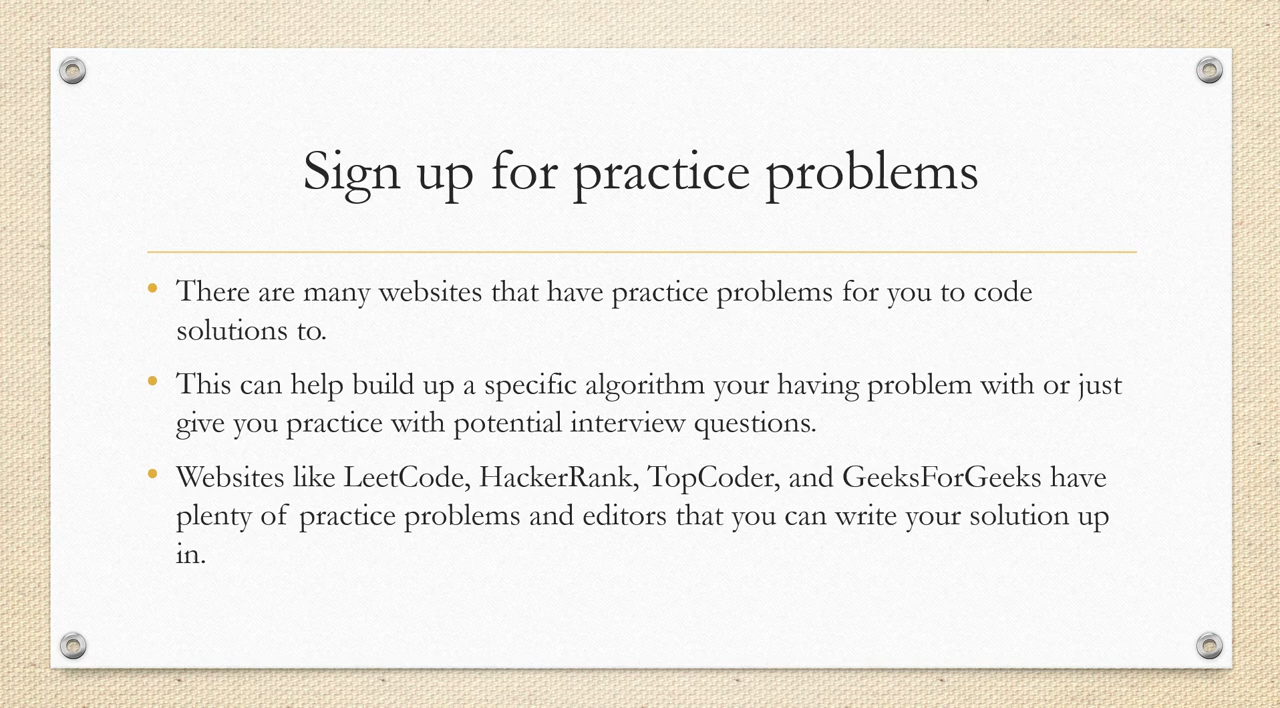 Sign up for practice problems
• There are many websites that have practice problems for you to code
solutions to.
• This can help build up a specific algorithm your having problem with or just
give you practice with potential interview questions.
• Websites like LeetCode, HackerRank, TopCoder, and GeeksForGeeks have
plenty of practice problems and editors that you can write your solution up
in.